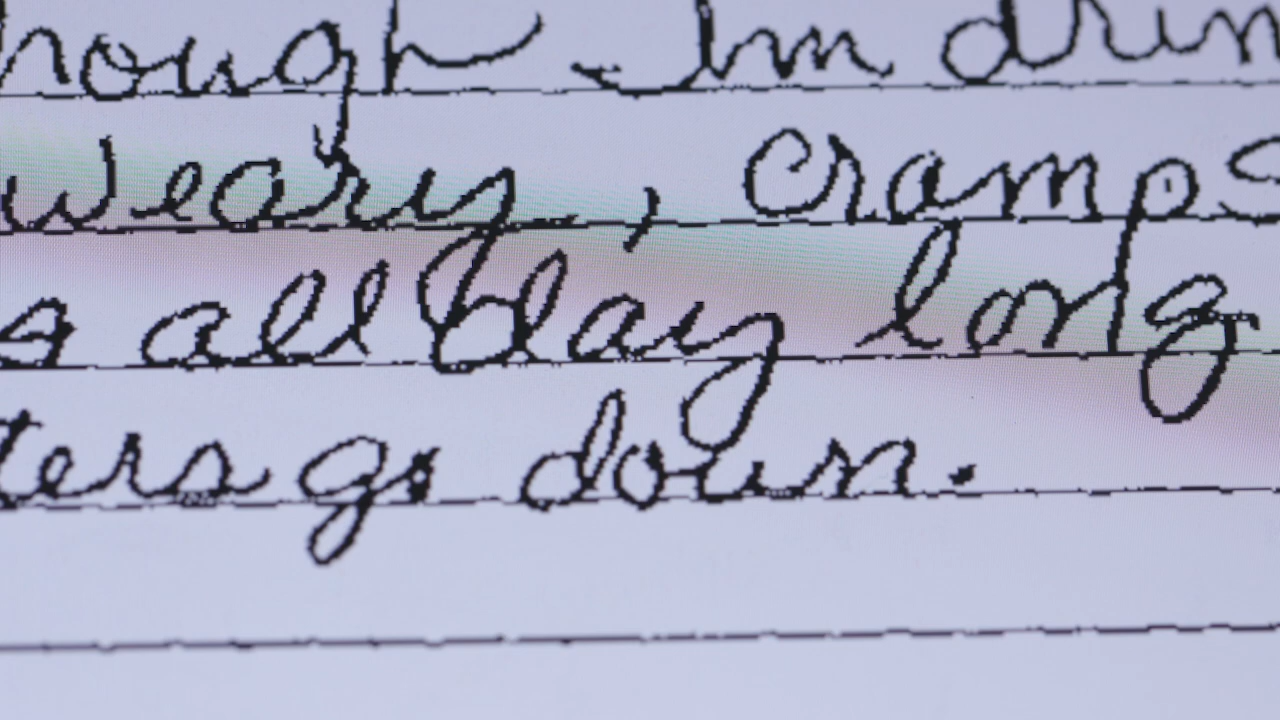 hough Im drin
weary, cramps
g all day long
ters go down.